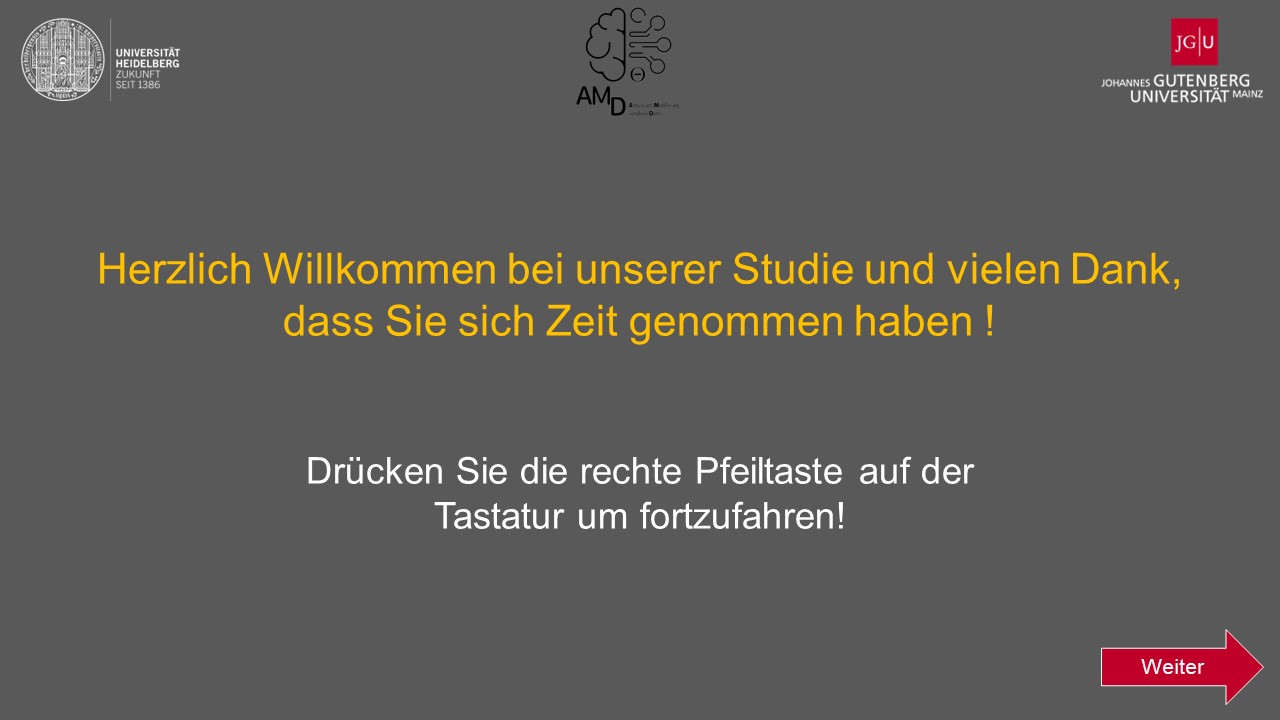 UNIVERSITÄT
HEIDELBERG
ZUKUNFT
SEIT 1386
AMD
JG|U
JOHANNES GUTENBERG
UNIVERSITÄT MAINZ
Herzlich Willkommen bei unserer Studie und vielen Dank,
dass Sie sich Zeit genommen haben !
Drücken Sie die rechte Pfeiltaste auf der
Tastatur um fortzufahren!
Weiter